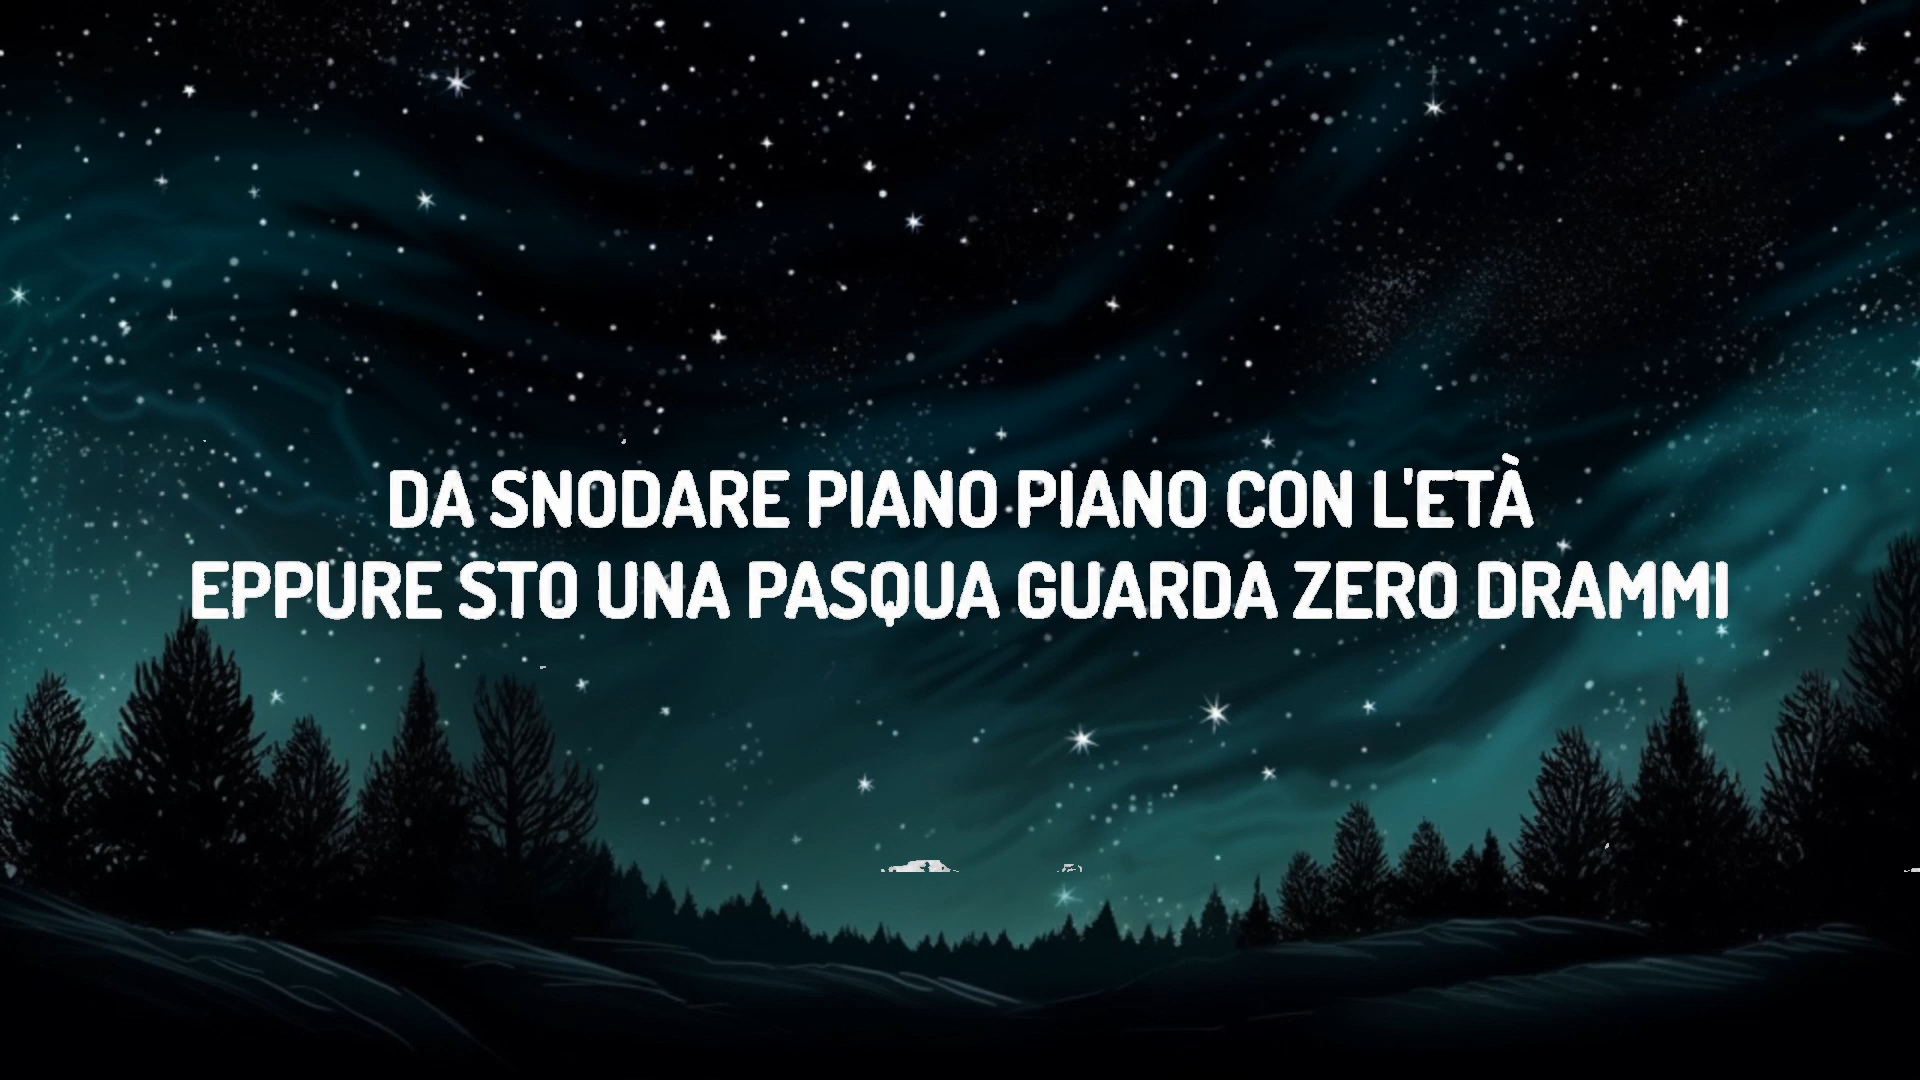 DA SNODARE PIANO PIANO CON L'ETÀ
EPPURE STO UNA PASQUA GUARDA ZERO DRAMMI